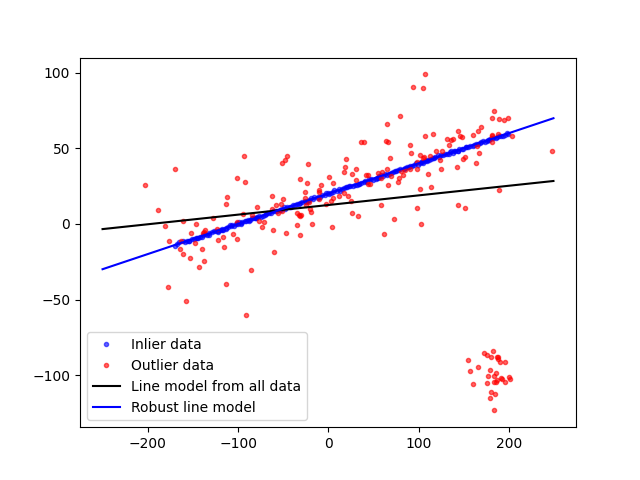 100
50
0
−50
−100
Inlier data
Outlier data
Line model from all data
Robust line model
−200 −100 0 100 200